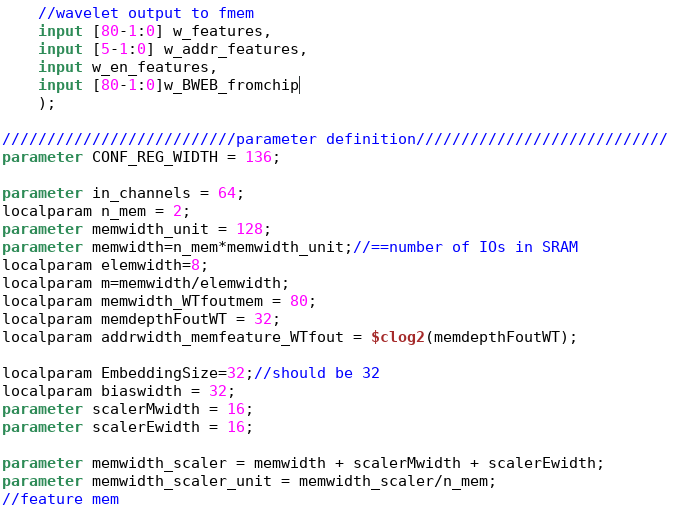 //wavelet output to fmem
input [80-1:0] w_features,
input [5-1:0] w_addr_features,
input w_en_features,
input [80-1:0]w_BWEB_fromchip
);
//////////////////////////parameter definition////////////////////////////
parameter CONF_REG_WIDTH = 136;
parameter in_channels = 64;
localparam n_mem = 2;
parameter memwidth_unit = 128;
parameter memwidth=n_mem*memwidth_unit;//==number of IOs in SRAM
localparam elemwidth=8;
localparam m=memwidth/elemwidth;
localparam memwidth_WTfoutmem = 80;
localparam memdepthFoutWT = 32;
localparam addrwidth_memfeature_WTfout = $clog2(memdepthFoutWT);
localparam EmbeddingSize=32;//should be 32
localparam biaswidth = 32;
parameter scalerMwidth = 16;
parameter scalerEwidth = 16;
parameter memwidth_scaler = memwidth + scalerMwidth + scalerEwidth;
parameter memwidth_scaler_unit = memwidth_scaler/n_mem;
//feature mem